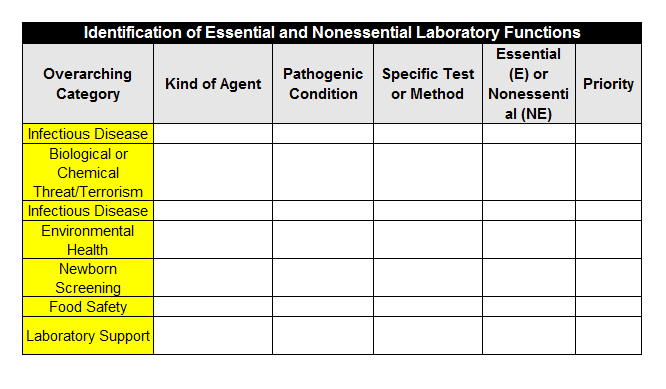 Identification of Essential and Nonessential Laboratory Functions
Overarching
Category
Kind of Agent
Pathogenic
Condition
Specific Test
or Method
Essential
(E) or
Nonessenti
al (NE)
Priority
Infectious Disease
Biological or
Chemical
Threat/Terrorism
Infectious Disease
Environmental
Health
Newborn
Screening
Food Safety
Laboratory Support